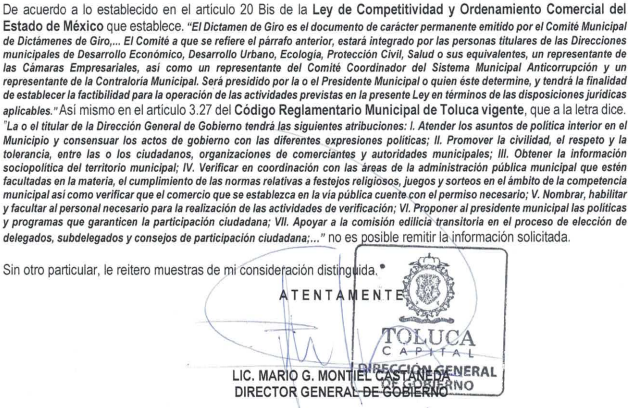 De acuerdo a lo establecido en el artículo 20 Bis de la Ley de Competitividad y Ordenamiento Comercial del
Estado de México que establece. "El Dictamen de Giro es el documento de carácter permanente emitido por el Comité Municipal
de Dictámenes de Giro,... El Comité a que se refiere el párrafo anterior, estará integrado por las personas titulares de las Direcciones
municipales de Desarrollo Económico, Desarrollo Urbano, Ecología, Protección Civil, Salud o sus equivalentes, un representante de
las Cámaras Empresariales, así como un representante del Comité Coordinador del Sistema Municipal Anticorrupción y un
representante de la Contraloría Municipal. Será presidido por la o el Presidente Municipal o quien éste determine, y tendrá la finalidad
de establecer la factibilidad para la operación de las actividades previstas en la presente Ley en términos de las disposiciones jurídicas
aplicables." Así mismo en el artículo 3.27 del Código Reglamentario Municipal de Toluca vigente, que a la letra dice.
"La o el titular de la Dirección General de Gobierno tendrá las siguientes atribuciones: I. Atender los asuntos de política interior en el
Municipio y consensuar los actos de gobierno con las diferentes expresiones políticas; II. Promover la civilidad, el respeto y la
tolerancia, entre las o los ciudadanos, organizaciones de comerciantes y autoridades municipales; III. Obtener la información
sociopolítica del territorio municipal; IV. Verificar en coordinación con las áreas de la administración pública municipal que estén
facultadas en la materia, el cumplimiento de las normas relativas a festejos religiosos, juegos y sorteos en el ámbito de la competencia
municipal así como verificar que el comercio que se establezca en la vía pública cuente con el permiso necesario; V. Nombrar, habilitar
y facultar al personal necesario para la realización de las actividades de verificación; VI. Proponer al presidente municipal las políticas
y programas que garanticen la participación ciudadana; VII. Apoyar a la comisión edilicia transitoria en el proceso de elección de
delegados, subdelegados y consejos de participación ciudadana;..." no es posible remitir la información solicitada.
Sin otro particular, le reitero muestras de mi consideración distinguida.
ATENTAMENTE
TOLUCA
CAPITAL
DIRECCIÓN GENERAL
DE GOBIERNO
LIC. MARIO G. MONTIEL CASTAÑEDA
DIRECTOR GENERAL DE GOBIERNO